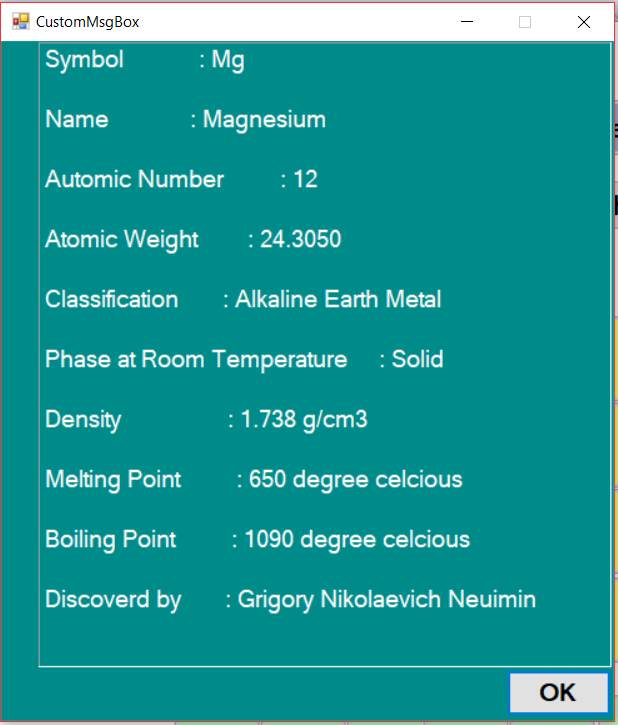 CustomMsgBox
Symbol : Mg
Name : Magnesium
Automic Number : 12
Atomic Weight : 24.3050
Classification : Alkaline Earth Metal
Phase at Room Temperature : Solid
Density : 1.738 g/cm3
Melting Point : 650 degree celcious
Boiling Point : 1090 degree celcious
Discoverd by : Grigory Nikolaevich Neuimin
OK